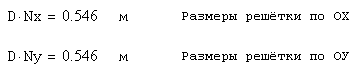 D·Nx = 0.546 м Размеры решётки по ОХ
D·Ny = 0.546 м Размеры решётки по ОУ